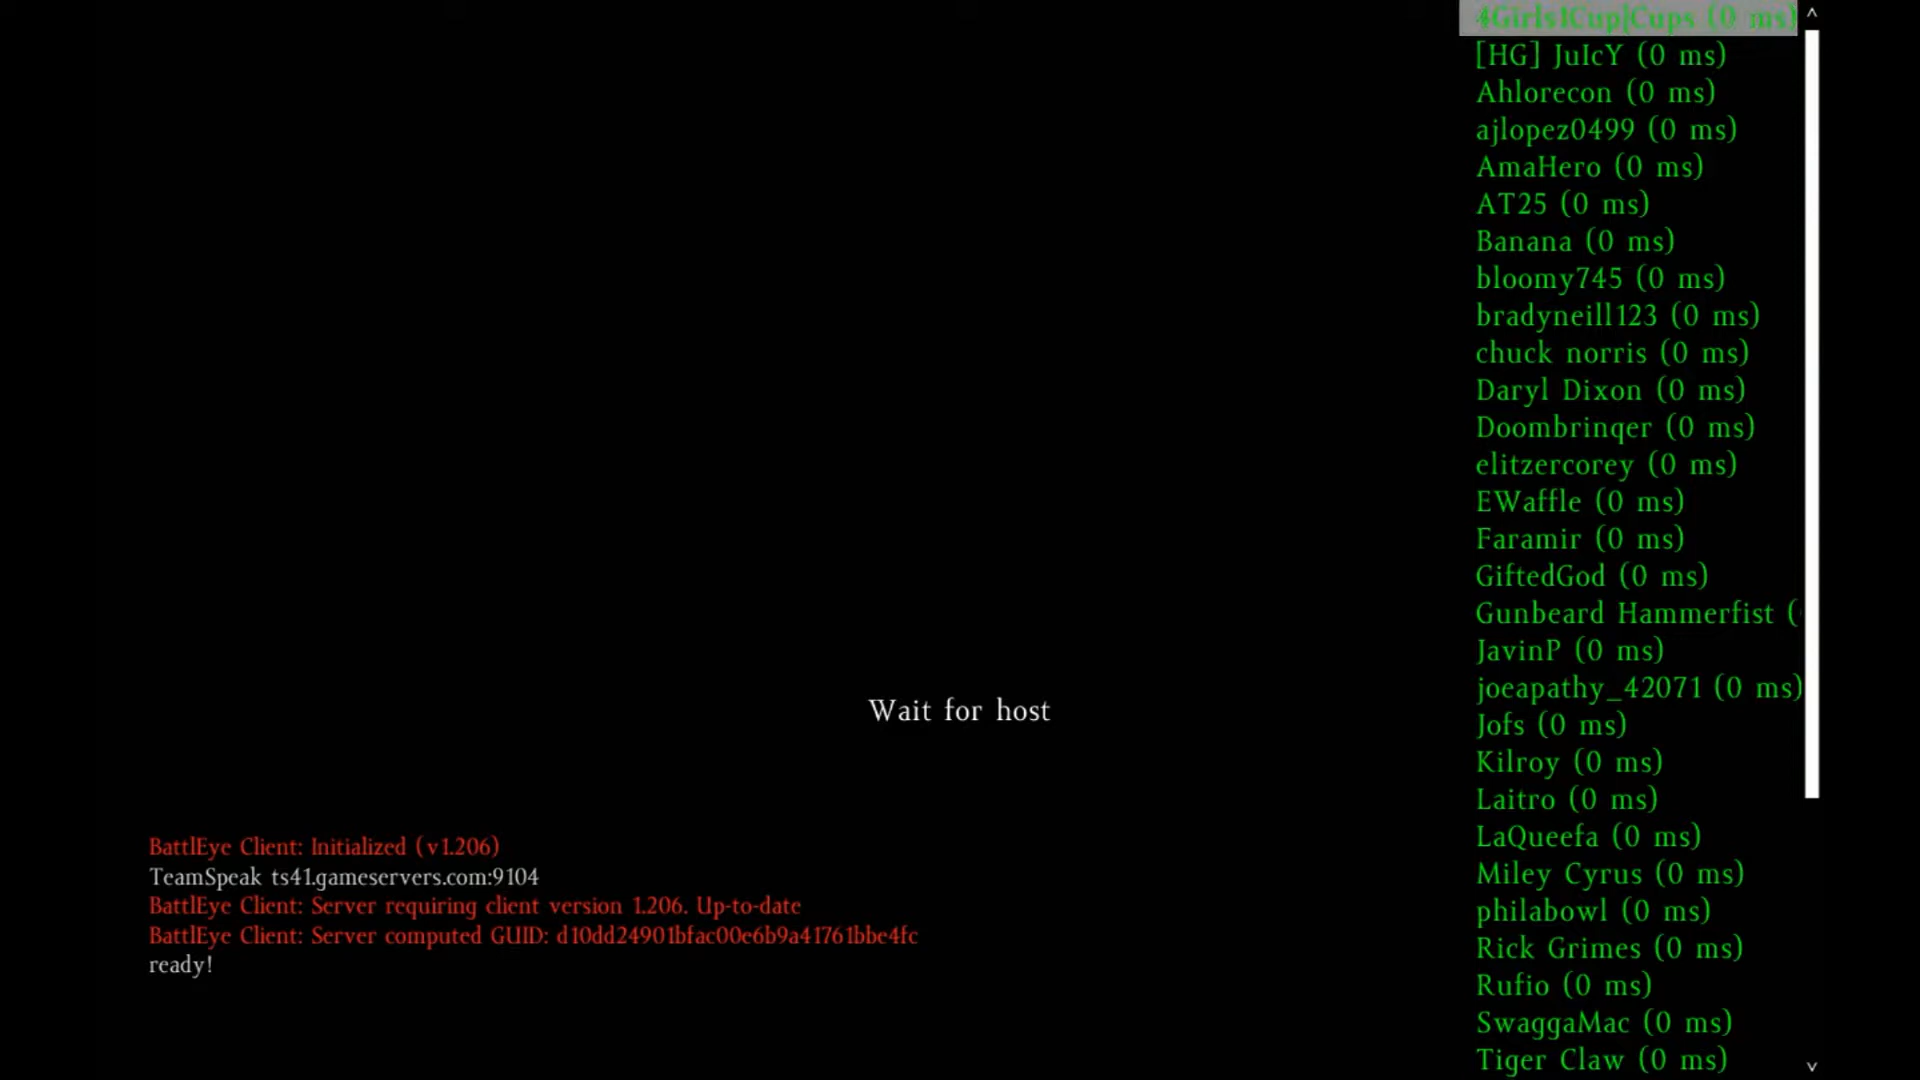 4Girls1Cup|Cups (0 ms)
[HG] JuIcY (0 ms)
Ahlorecon (0 ms)
ajlopez0499 (0 ms)
AmaHero (0 ms)
AT25 (0 ms)
Banana (0 ms)
bloomy745 (0 ms)
bradyneill123 (0 ms)
chuck norris (0 ms)
Daryl Dixon (0 ms)
Doombrinqer (0 ms)
elitzercorey (0 ms)
EWaffle (0 ms)
Faramir (0 ms)
GiftedGod (0 ms)
Gunbeard Hammerfist (
JavinP (0 ms)
joeapathy_42071 (0 ms)
Jofs (0 ms)
Kilroy (0 ms)
Laitro (0 ms)
LaQueefa (0 ms)
Miley Cyrus (0 ms)
philabowl (0 ms)
Rick Grimes (0 ms)
Rufio (0 ms)
SwaggaMac (0 ms)
Tiger Claw (0 ms)
Wait for host
BattlEye Client: Initialized (v1.206)
TeamSpeak ts41.gameservers.com:9104
BattlEye Client: Server requiring client version 1.206. Up-to-date
BattlEye Client: Server computed GUID: d10dd24901bfac00e6b9a41761bbe4fc
ready!